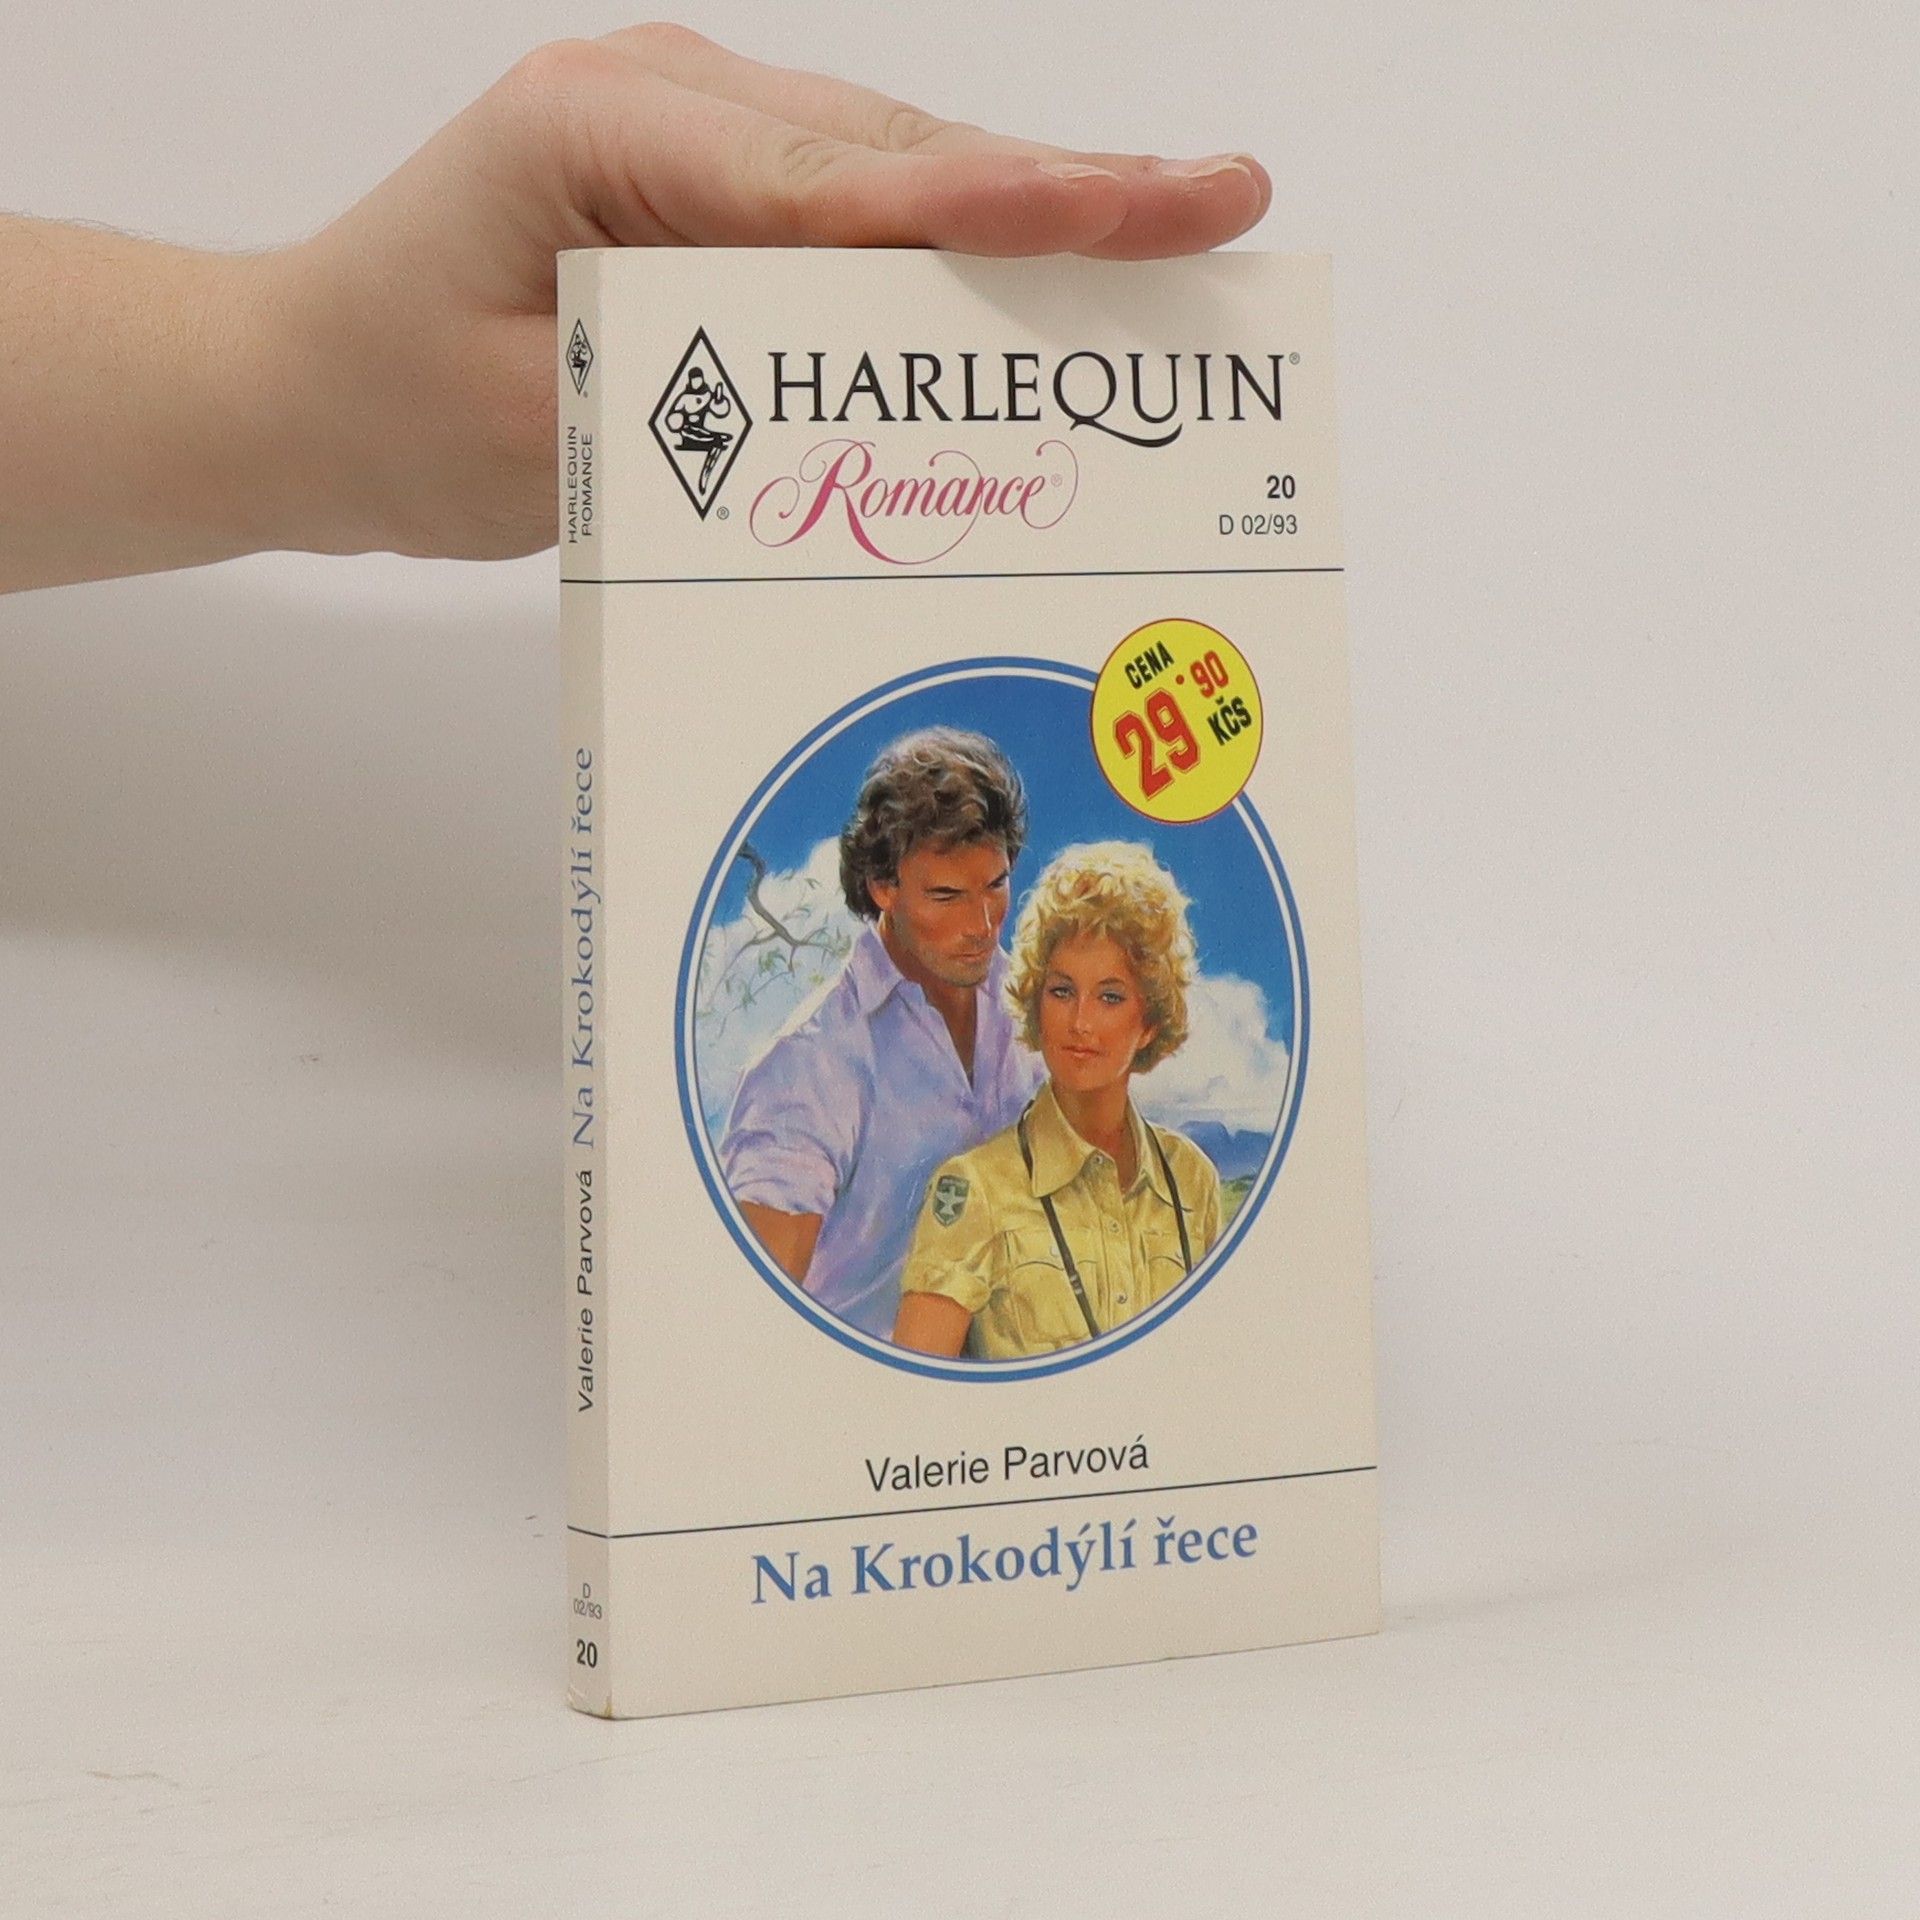 HARLEQUIN®
Romance®
®
20
D 02/93
CENA
29.90
KČS
Valerie Parvová
Na Krokodýlí řece
HARLEQUIN
ROMANCE
Valerie Parvová Na Krokodýlí řece
D
02/93
20